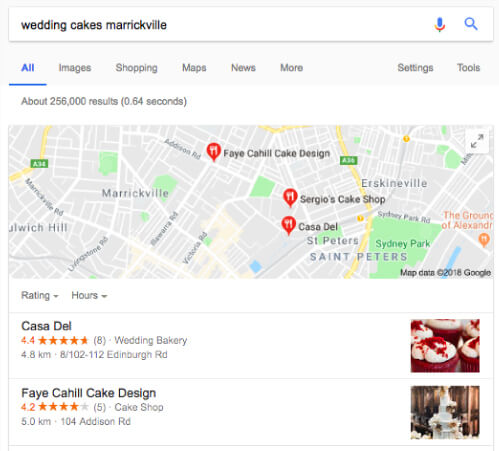 wedding cakes marrickville
All Images Shopping Maps News More Settings Tools
About 256,000 results (0.64 seconds)
Addison Rd
Faye Cahill Cake Design
A34
A36
Marrickville
Erskineville
Marrickville Rd
Sergio's Cake Shop
Sydney Park Rd
The Ground
of Alexandr
ulwich Hill
Illawarra Rd
Casa Del
Livingstone Rd
Victoria Rd
St Peters
Sydney Park
SAINT PETERS
Map data ©2018 Google
Rating Hours
Casa Del
4.4 (8) · Wedding Bakery
4.8 km · 8/102-112 Edinburgh Rd
Faye Cahill Cake Design
4.2 (5) · Cake Shop
5.0 km · 104 Addison Rd